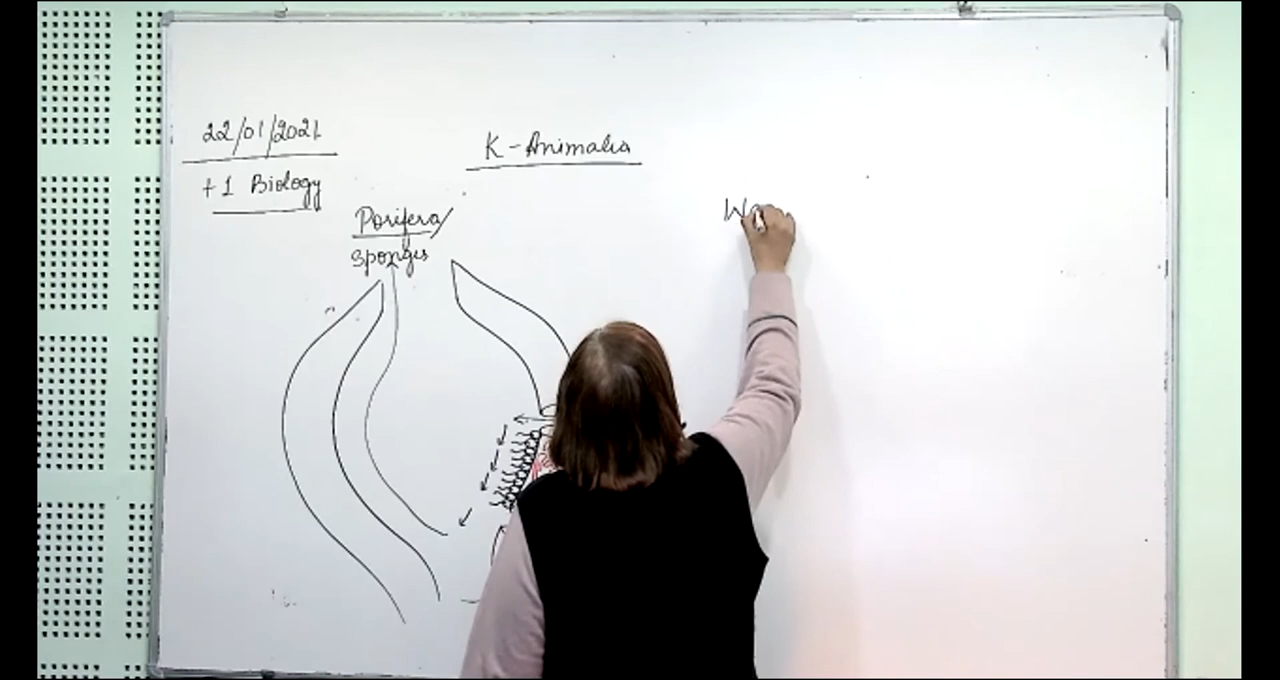 22/01/2021
+1 Biology
K-Animalia
Porifera/
Sponges